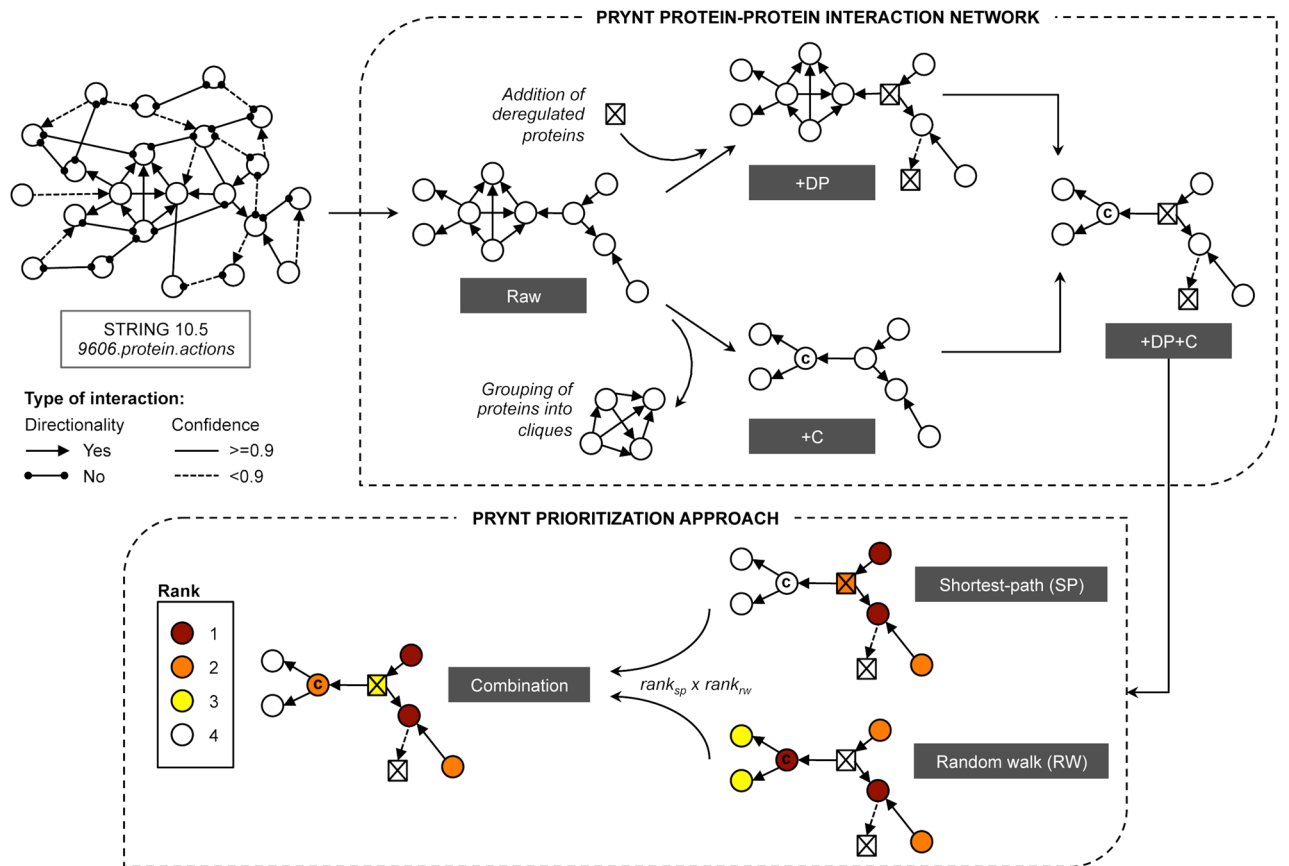 PRYNT PROTEIN-PROTEIN INTERACTION NETWORK
Addition of
deregulated
proteins
+DP
Raw
STRING 10.5
9606.protein.actions
C
+DP+C
Type of interaction:
Directionality
Confidence
Yes
>=0.9
No
<0.9
Grouping of
proteins into
cliques
C
+C
PRYNT PRIORITIZATION APPROACH
Rank
1
2
3
4
C
Shortest-path (SP)
C
Combination
rank_sp x rank_rw
C
Random walk (RW)